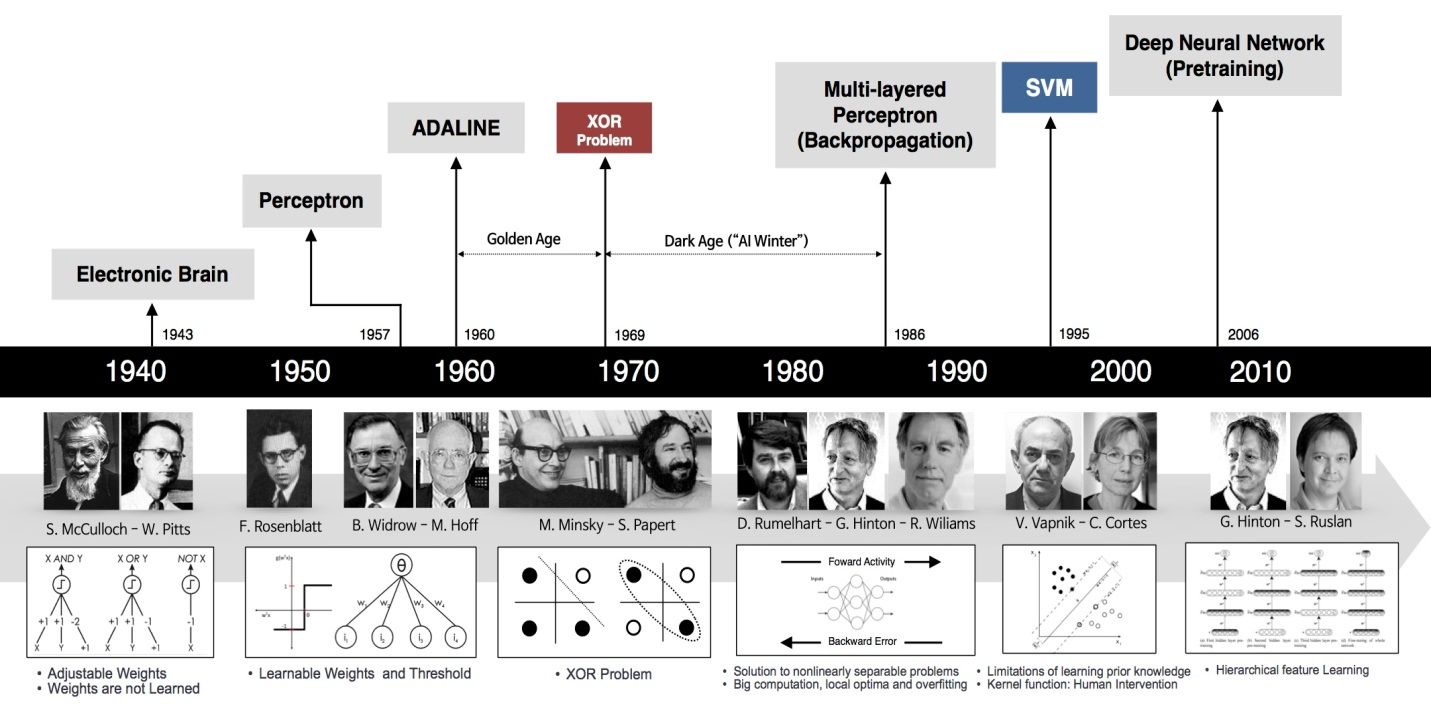 Deep Neural Network
(Pretraining)
Multi-layered
Perceptron
(Backpropagation)
SVM
ADALINE
XOR
Problem
Perceptron
Golden Age
Dark Age (“AI Winter”)
Electronic Brain
1943
1957
1960
1969
1986
1995
2006
1940
1950
1960
1970
1980
1990
2000
2010
S. McCulloch – W. Pitts
F. Rosenblatt
B. Widrow – M. Hoff
M. Minsky – S. Papert
D. Rumelhart – G. Hinton – R. Wiliams
V. Vapnik – C. Cortes
G. Hinton – S. Ruslan
X AND Y
X OR Y
NOT X
+1 +1 -2
+1 +1 -1
-1
X Y +1
X Y +1
X
θ
W₁ W₂ W₃ W₄
i₁ i₂ i₃ i₄
Foward Activity
Inputs
Outputs
Backward Error
• Adjustable Weights
• Weights are not Learned
• Learnable Weights and Threshold
• XOR Problem
• Solution to nonlinearly separable problems
• Big computation, local optima and overfitting
• Limitations of learning prior knowledge
• Kernel function: Human Intervention
• Hierarchical feature Learning